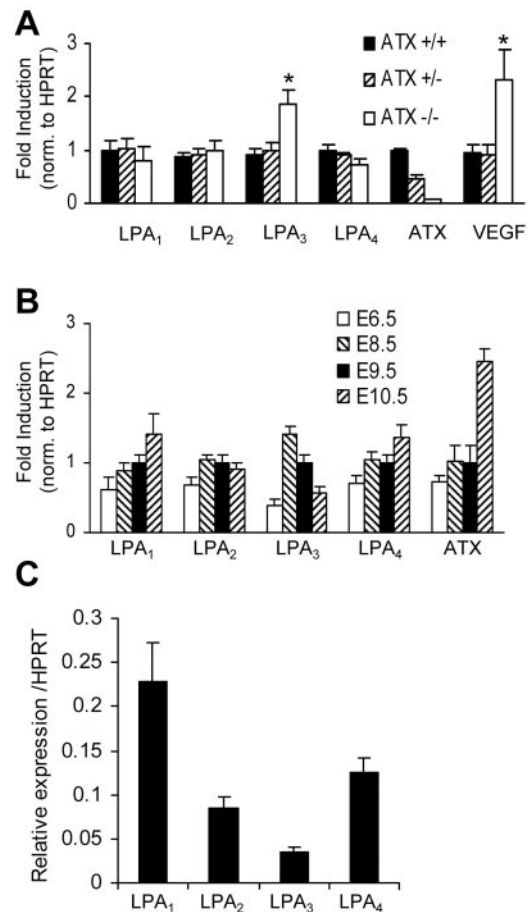 A
Fold Induction
(norm. to HPRT)
3
2
1
0
ATX +/+
ATX +/-
ATX -/-
*
*
LPA₁ LPA₂ LPA₃ LPA₄ ATX VEGF
B
Fold Induction
(norm. to HPRT)
3
2
1
0
E6.5
E8.5
E9.5
E10.5
LPA₁ LPA₂ LPA₃ LPA₄ ATX
C
Relative expression /HPRT
0.3
0.25
0.2
0.15
0.1
0.05
0
LPA₁ LPA₂ LPA₃ LPA₄